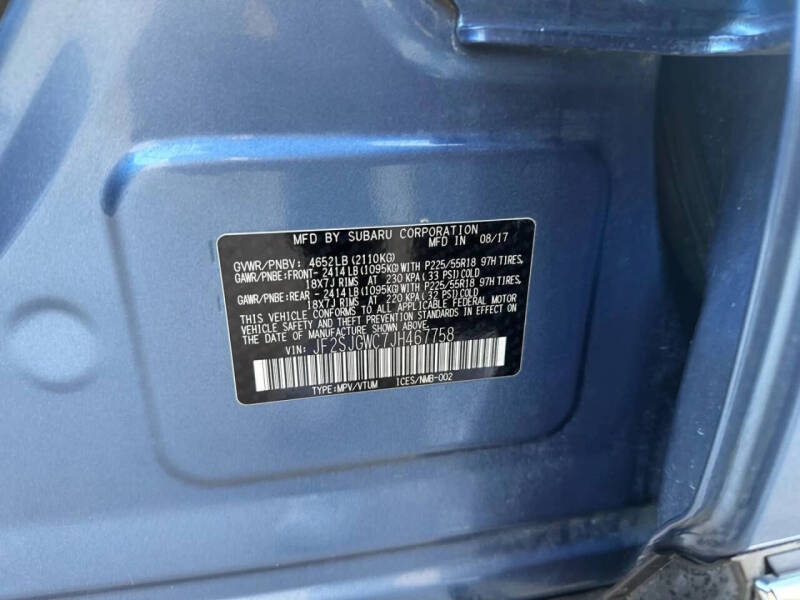 MFD BY SUBARU CORPORATION
MFD IN 08/17
GVWR/PNBV: 4652LB(2110KG)
GAWR/PNBE:FRONT- 2414LB(1095KG)WITH P225/55R18 97H TIRES,
18X7J RIMS AT 230 KPA(33 PSI)COLD
GAWR/PNBE:REAR -2414LB(1095KG)WITH P225/55R18 97H TIRES,
18X7J RIMS AT 220 KPA(32 PSI)COLD
THIS VEHICLE CONFORMS TO ALL APPLICABLE FEDERAL MOTOR
VEHICLE SAFETY AND THEFT PREVENTION STANDARDS IN EFFECT
ON THE DATE OF MANUFACTURE SHOWN ABOVE.
VIN: JF2SJGWC7JH467758
TYPE:MPV/VTUM ICES/NMB-002